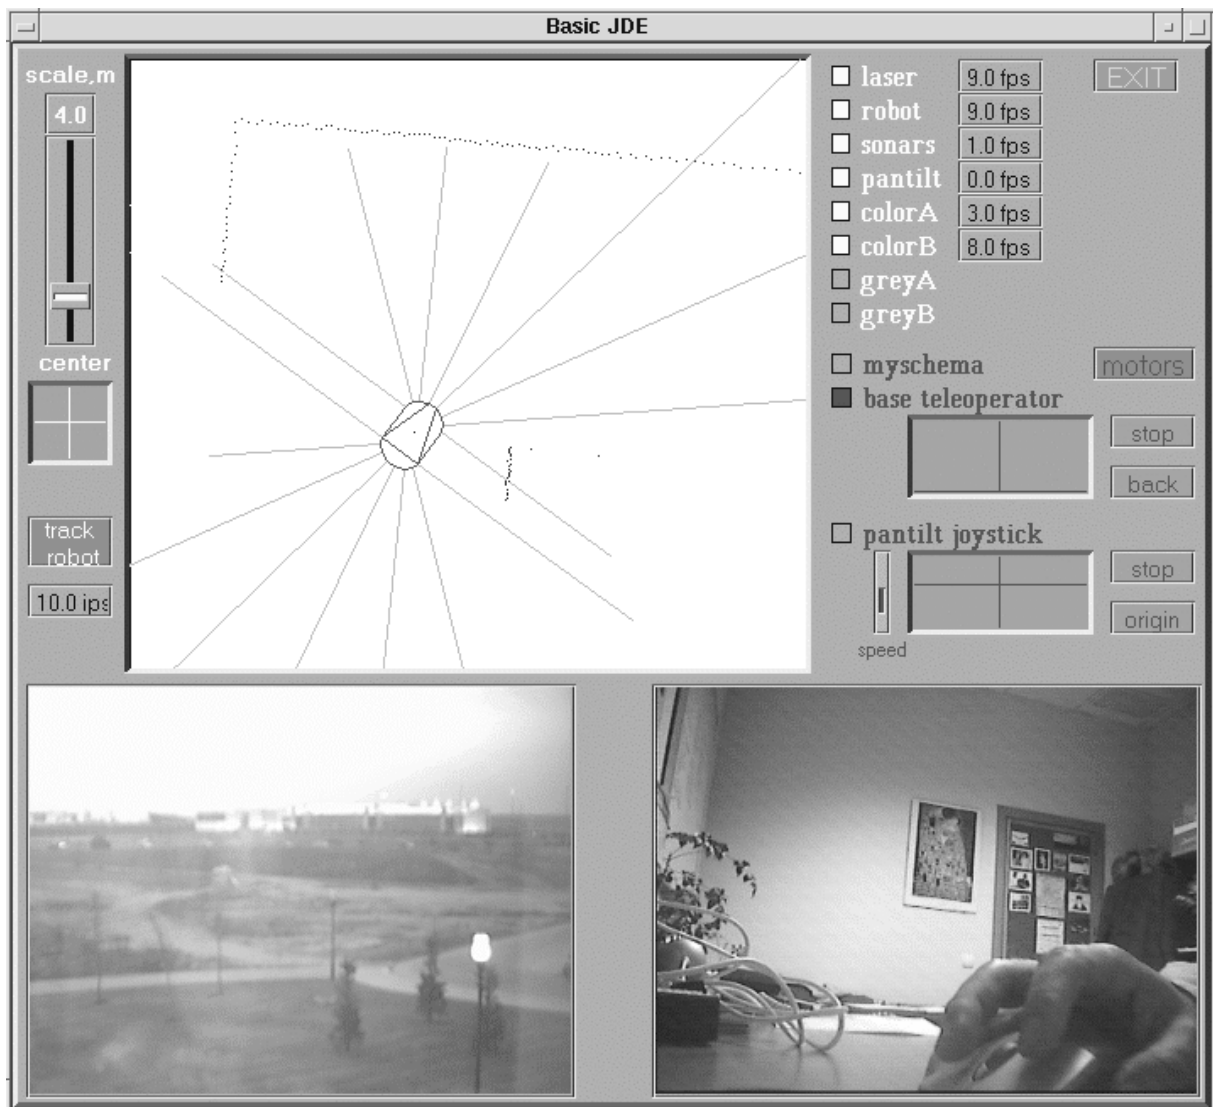 Basic JDE
scale,m
4.0
center
track
robot
10.0 ips
laser 9.0 fps
robot 9.0 fps
sonars 1.0 fps
pantilt 0.0 fps
colorA 3.0 fps
colorB 8.0 fps
greyA
greyB
EXIT
myschema
motors
base teleoperator
stop
back
pantilt joystick
stop
origin
speed